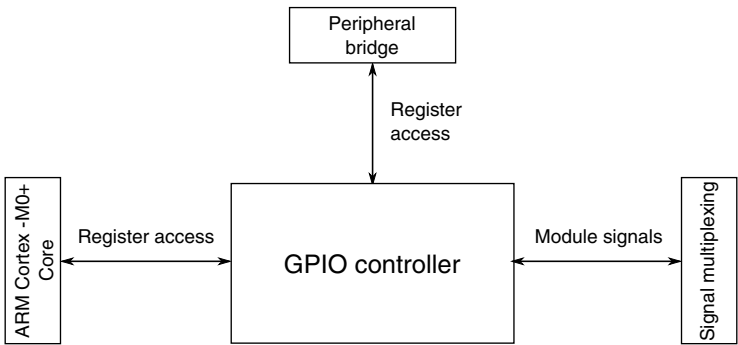 Peripheral
bridge
Register
access
ARM Cortex -M0+
Core
Register access
GPIO controller
Module signals
Signal multiplexing